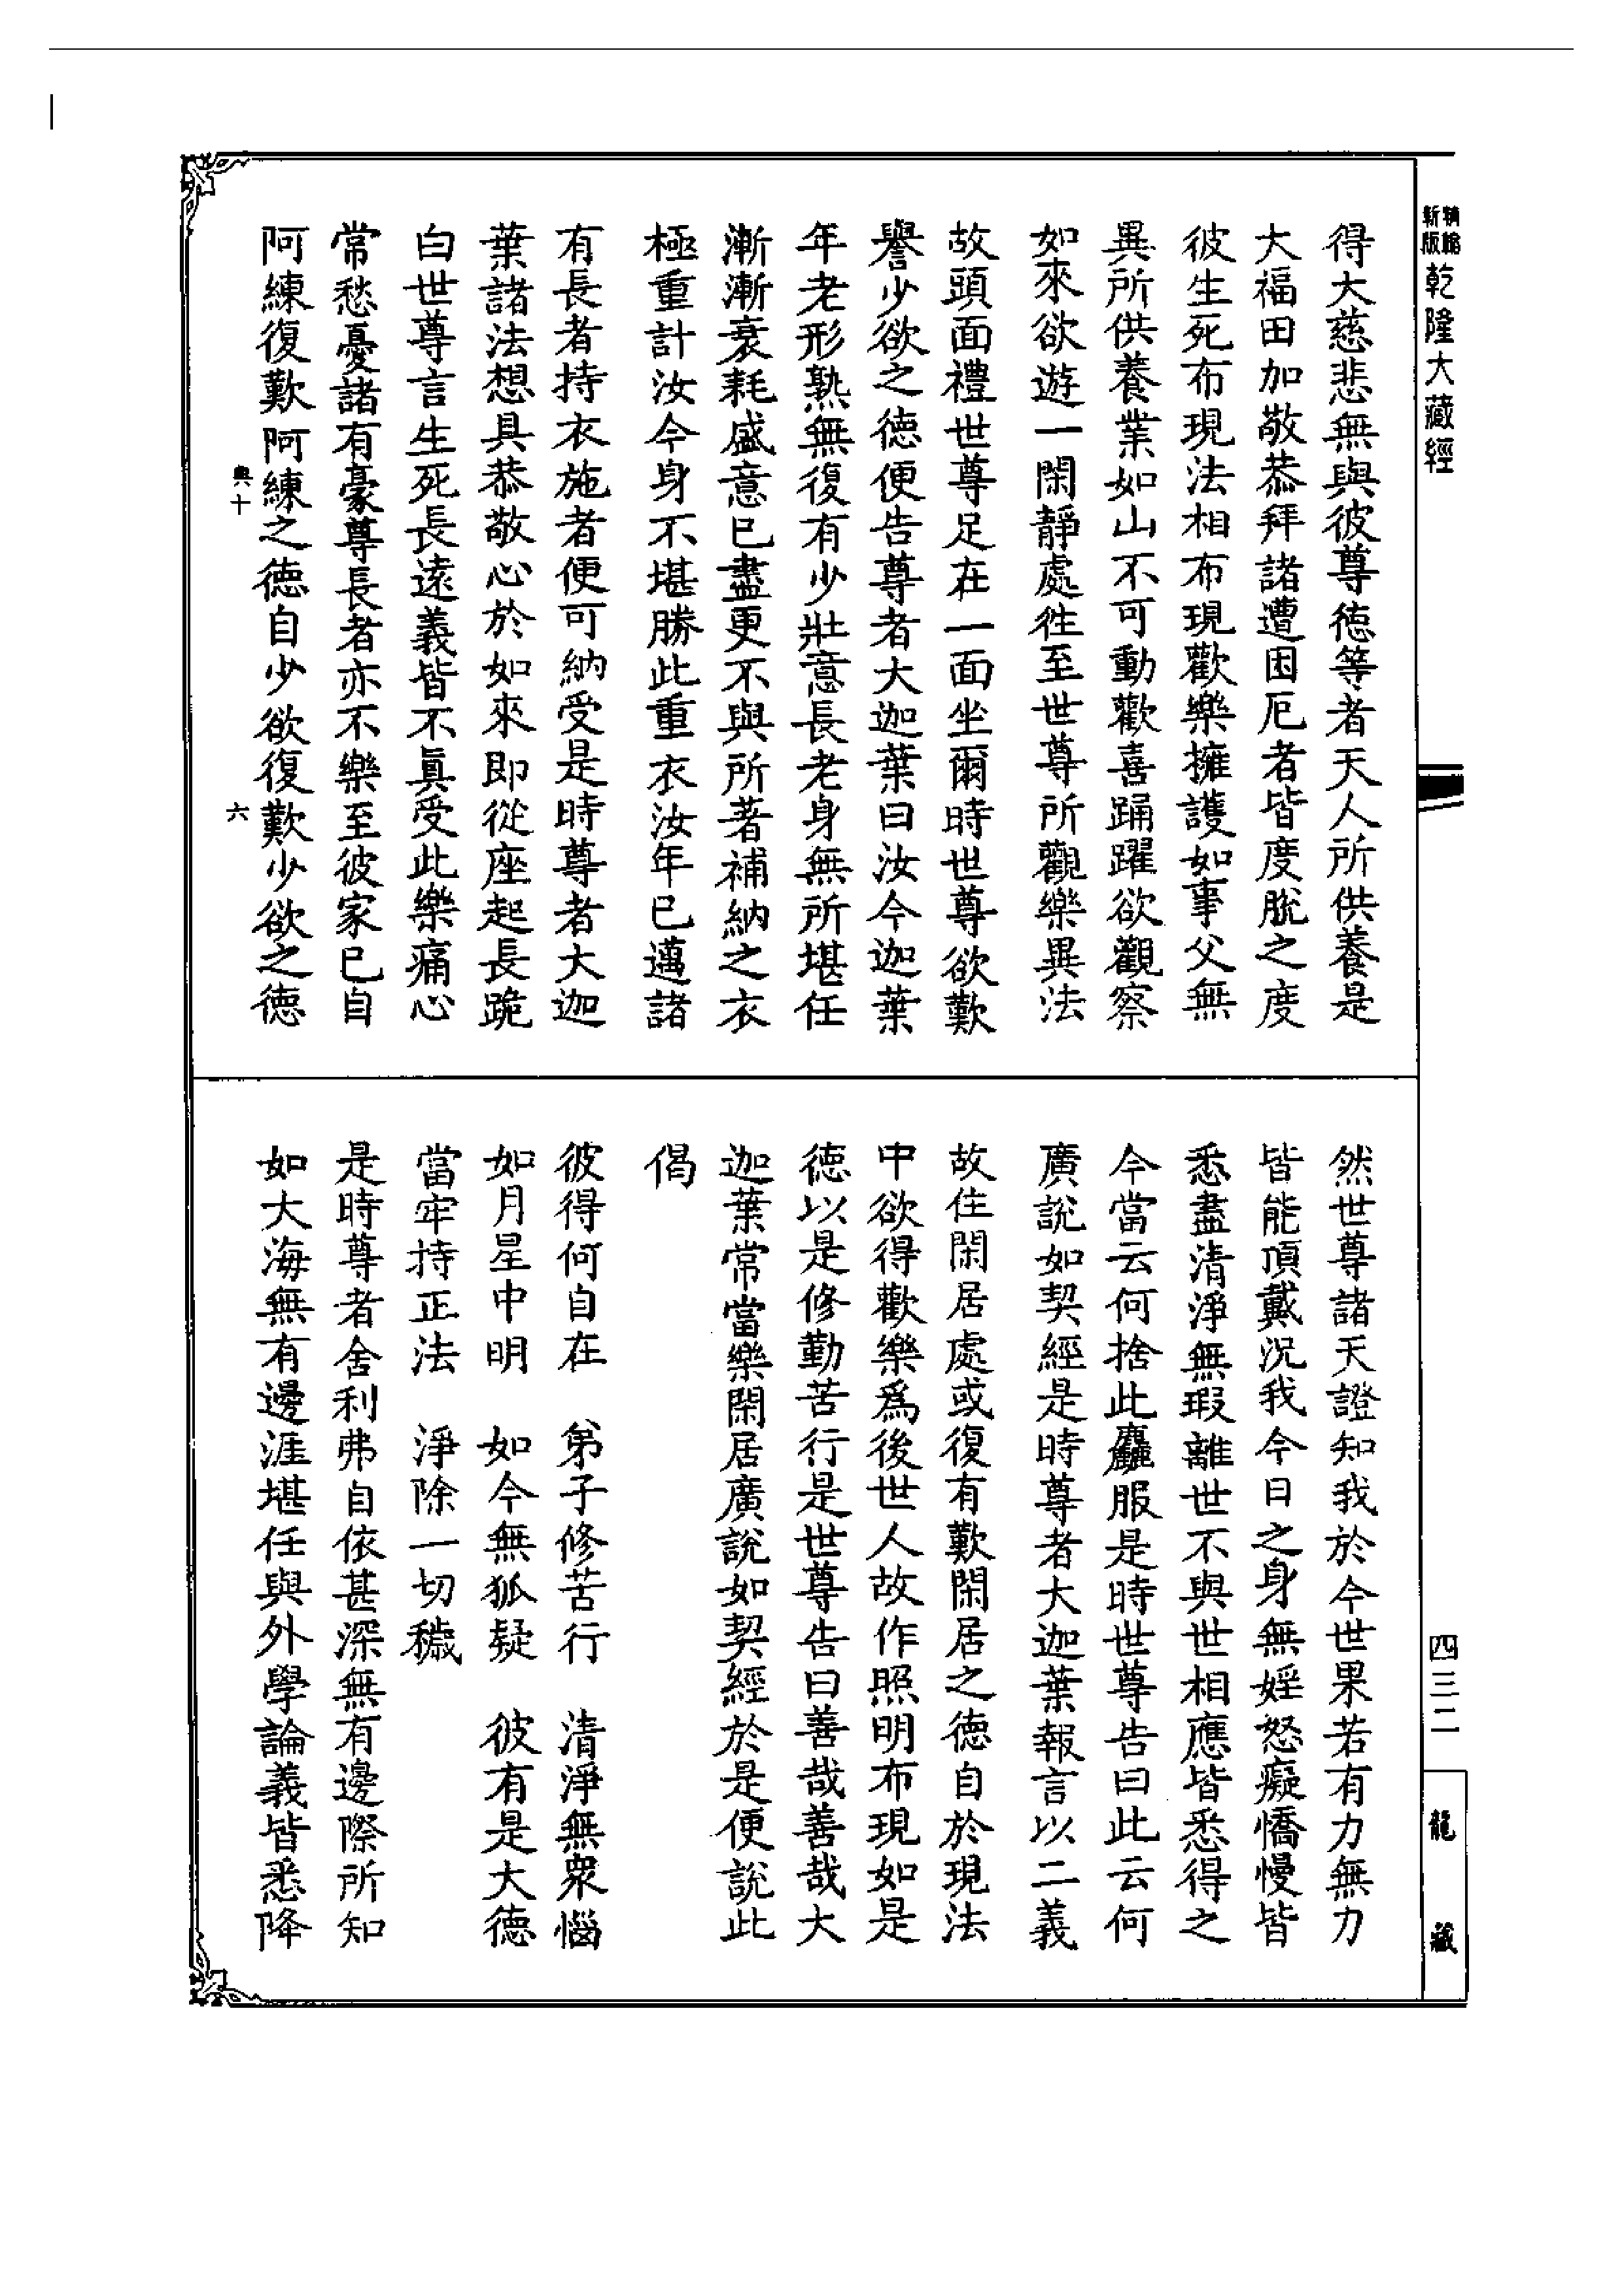 精編新版 乾隆大藏經
得大慈悲無與彼尊德等者天人所供養是
大福田加敬恭拜諸遭困厄者皆度脫之度
彼生死布現法相布現歡樂擁護如事父無
異所供養業如山不可動歡喜踊躍欲觀察
如來欲遊一閑靜處徃至世尊所觀樂異法
故頭面禮世尊足在一面坐爾時世尊欲歎
譽少欲之德便告尊者大迦葉曰汝今迦葉
年老形熟無復有少壯意長老身無所堪任
漸漸衰耗盛意已盡更不與所著補納之衣
極重計汝今身不堪勝此重衣汝年已邁諸
有長者持衣施者便可納受是時尊者大迦
葉諸法想具恭敬心於如來即從座起長跪
白世尊言生死長遠義皆不眞受此樂痛心
常愁憂諸有豪尊長者亦不樂至彼家已自
阿練復歎阿練之德自少欲復歎少欲之德
興十 六
然世尊諸天證知我於今世果若有力無力
皆能頂戴況我今日之身無婬怒癡憍慢皆
悉盡清淨無瑕離世不與世相應皆悉得之
今當云何捨此麤服是時世尊告曰此云何
廣說如契經是時尊者大迦葉報言以二義
故住閑居處或復有歎閑居之德自於現法
中欲得歡樂爲後世人故作照明布現如是
德以是修勤苦行是世尊告曰善哉善哉大
迦葉常當樂閑居廣說如契經於是便說此
偈
彼得何自在 弟子修苦行 清淨無衆惱
如月星中明 如今無狐疑 彼有是大德
當牢持正法 淨除一切穢
是時尊者舍利弗自依甚深無有邊際所知
如大海無有邊涯堪任與外學論義皆悉降
四三二
龍藏